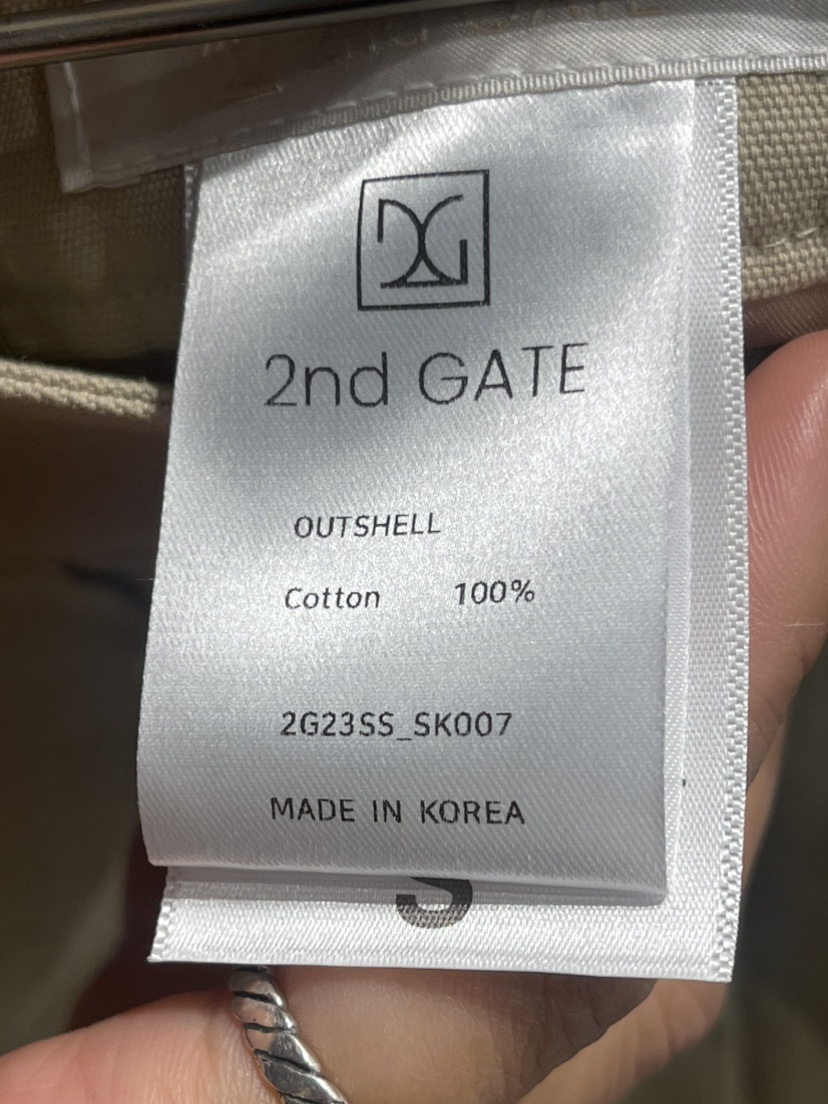 2nd GATE
OUTSHELL
Cotton 100%
2G23SS_SK007
MADE IN KOREA